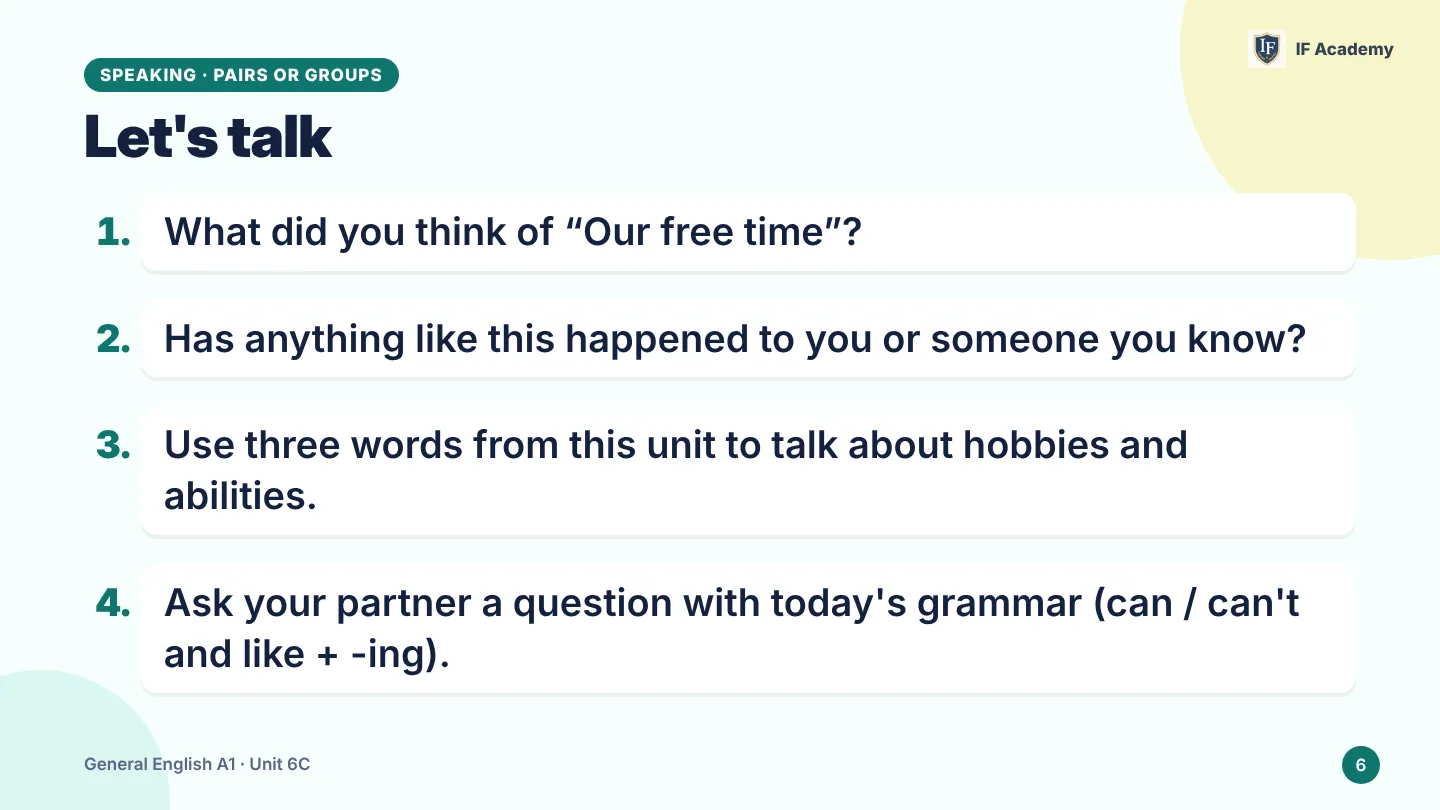 IF
IF Academy
SPEAKING · PAIRS OR GROUPS
Let's talk
1. What did you think of “Our free time”?
2. Has anything like this happened to you or someone you know?
3. Use three words from this unit to talk about hobbies and
abilities.
4. Ask your partner a question with today's grammar (can / can't
and like + -ing).
General English A1 · Unit 6C
6